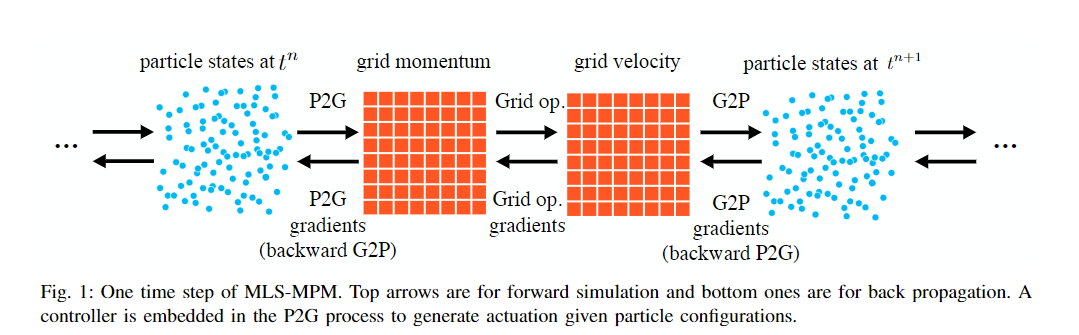 particle states at tⁿ grid momentum grid velocity particle states at tⁿ⁺¹
P2G Grid op. G2P
... ...
P2G Grid op. G2P
gradients gradients gradients
(backward G2P) (backward P2G)
Fig. 1: One time step of MLS-MPM. Top arrows are for forward simulation and bottom ones are for back propagation. A
controller is embedded in the P2G process to generate actuation given particle configurations.